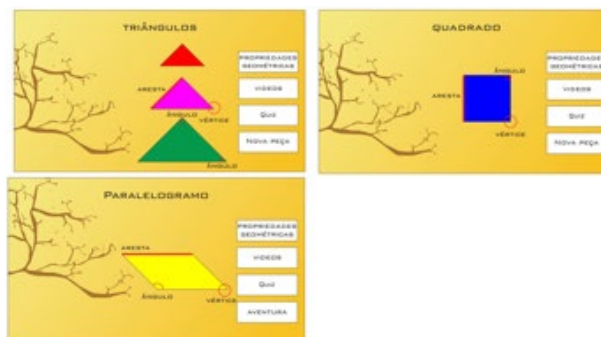 TRIÂNGULOS
PROPRIEDADES
GEOMÉTRICAS
ARESTA
VIDEOS
ÂNGULO
VÉRTICE
QUIZ
NOVA PEÇA
ÂNGULO
QUADRADO
PROPRIEDADES
GEOMÉTRICAS
ÂNGULO
ARESTA
VIDEOS
VÉRTICE
QUIZ
NOVA PEÇA
PARALELOGRAMO
PROPRIEDADES
GEOMÉTRICAS
ARESTA
VIDEOS
ÂNGULO
VÉRTICE
QUIZ
AVENTURA